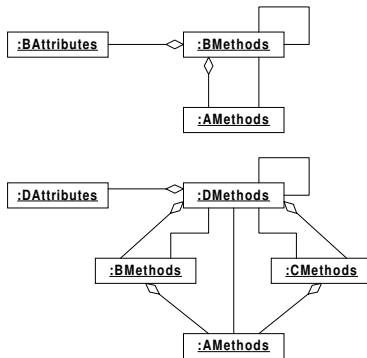 :BAttributes
:BMethods
:AMethods
:DAttributes
:DMethods
:BMethods
:CMethods
:AMethods